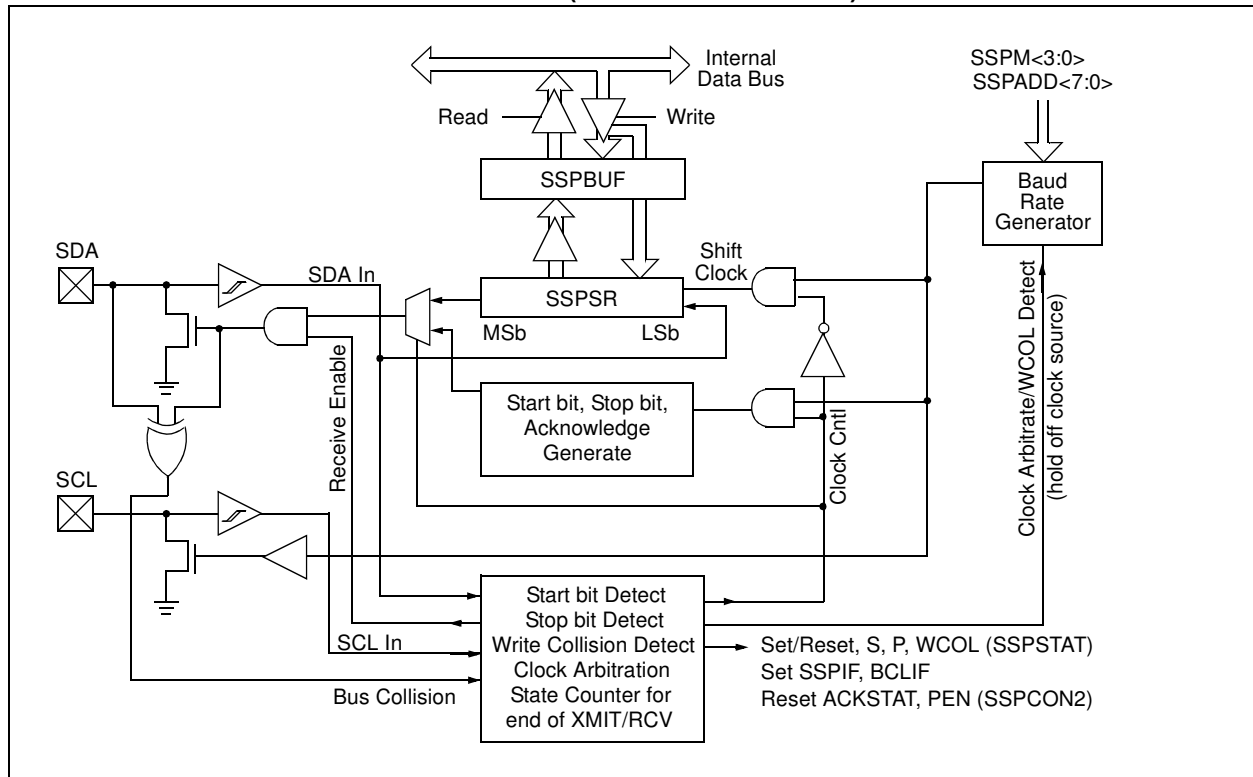 Internal
Data Bus
SSPM<3:0>
SSPADD<7:0>
Read
Write
SSPBUF
Baud
Rate
Generator
SDA
SDA In
Shift
Clock
SSPSR
MSb
LSb
Receive Enable
Start bit, Stop bit,
Acknowledge
Generate
Clock Cntl
Clock Arbitrate/WCOL Detect
(hold off clock source)
SCL
SCL In
Bus Collision
Start bit Detect
Stop bit Detect
Write Collision Detect
Clock Arbitration
State Counter for
end of XMIT/RCV
Set/Reset, S, P, WCOL (SSPSTAT)
Set SSPIF, BCLIF
Reset ACKSTAT, PEN (SSPCON2)